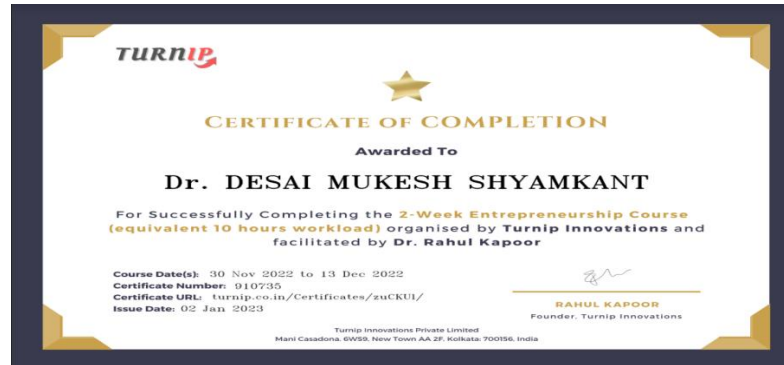 TURNIP
CERTIFICATE OF COMPLETION
Awarded To
Dr. DESAI MUKESH SHYAMKANT
For Successfully Completing the 2-Week Entrepreneurship Course
(equivalent 10 hours workload) organised by Turnip Innovations and
facilitated by Dr. Rahul Kapoor
Course Date(s): 30 Nov 2022 to 13 Dec 2022
Certificate Number: 910735
Certificate URL: turnip.co.in/Certificates/zuCKUl/
Issue Date: 02 Jan 2023
RAHUL KAPOOR
Founder, Turnip Innovations
Turnip Innovations Private Limited
Mani Casadona, 6W59, New Town AA 2F, Kolkata: 700156, India